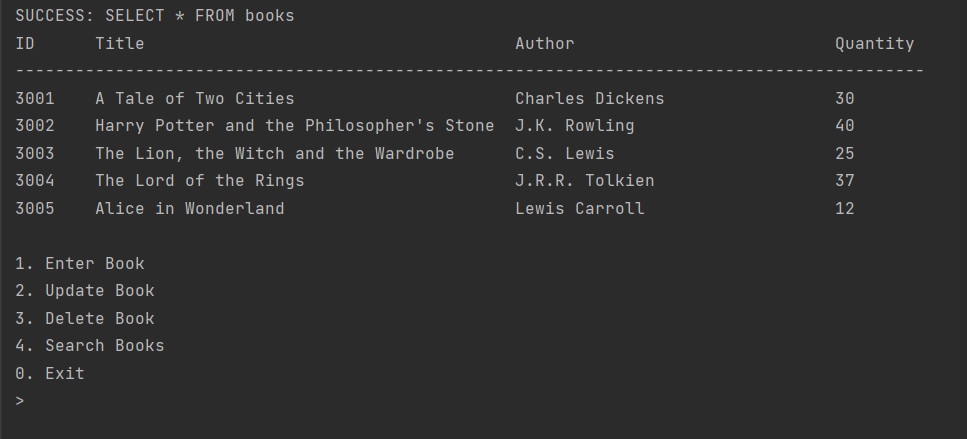 SUCCESS: SELECT * FROM books
ID      Title                                     Author                          Quantity
-------------------------------------------------------------------------------------------
3001    A Tale of Two Cities                      Charles Dickens                 30
3002    Harry Potter and the Philosopher's Stone  J.K. Rowling                    40
3003    The Lion, the Witch and the Wardrobe      C.S. Lewis                      25
3004    The Lord of the Rings                     J.R.R. Tolkien                  37
3005    Alice in Wonderland                       Lewis Carroll                   12

1. Enter Book
2. Update Book
3. Delete Book
4. Search Books
0. Exit
>